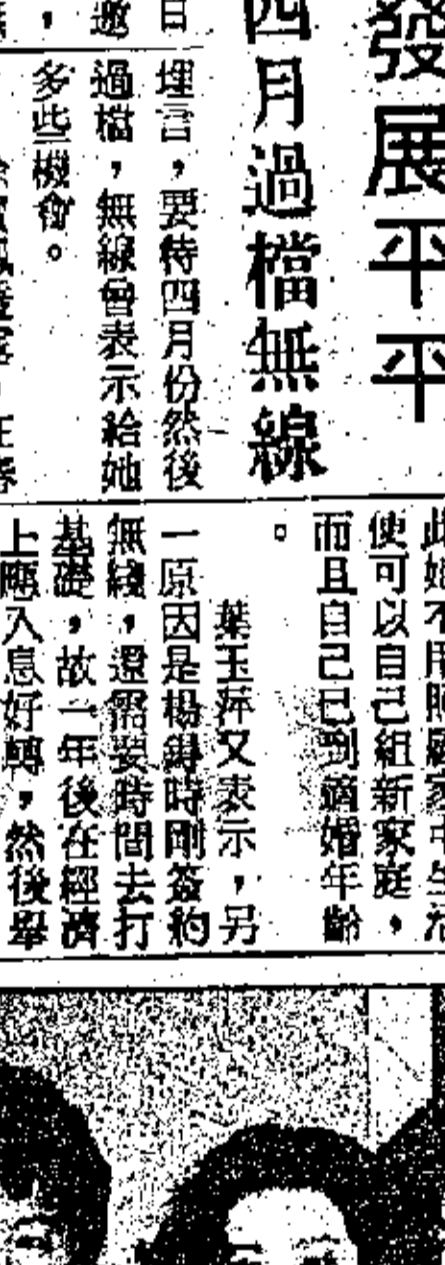 發展平平
四月過檔無線
日
埋言，要待四月份然後
，邀
過檔，無線曾表示給她
多些機會。
此她不用照顧家中生活
便可以自己組新家庭，
而且自己已到適婚年齡
。
葉玉萍又表示，另
一原因是楊得時剛簽約
無綫，還需要時間去打
基礎，故一年後在經濟
上應入息好轉，然後舉